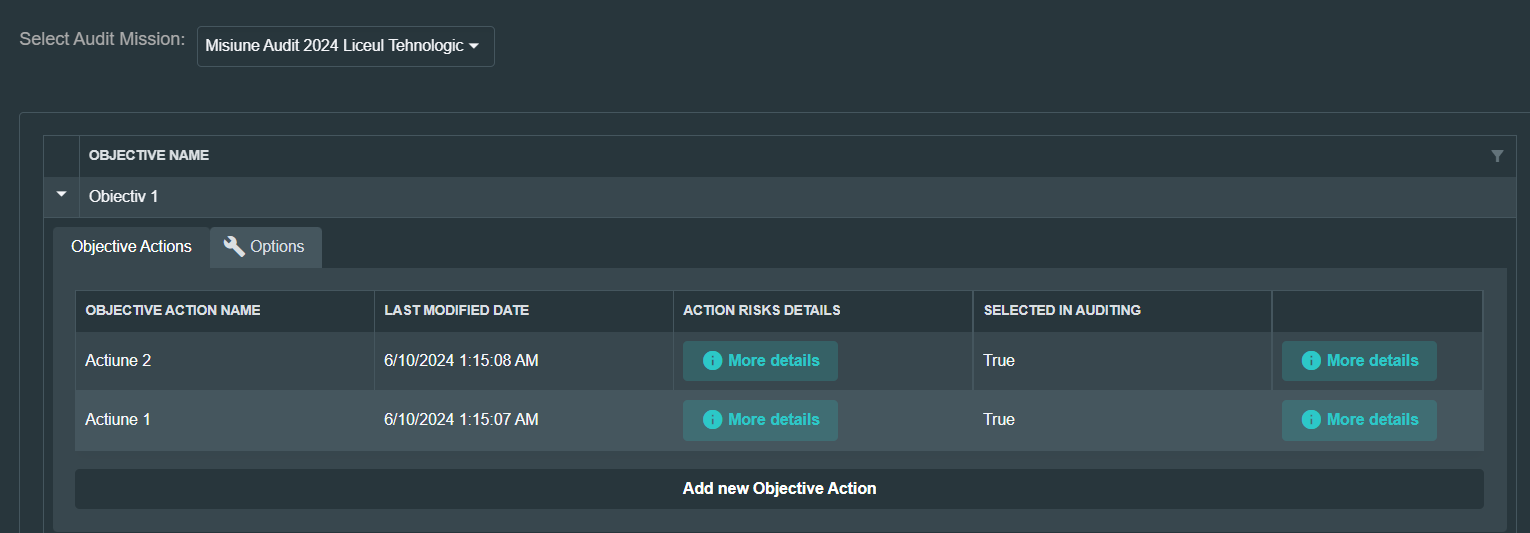 Select Audit Mission: Misiune Audit 2024 Liceul Tehnologic
OBJECTIVE NAME
Obiectiv 1
Objective Actions Options
OBJECTIVE ACTION NAME LAST MODIFIED DATE ACTION RISKS DETAILS SELECTED IN AUDITING
Actiune 2 6/10/2024 1:15:08 AM More details True More details
Actiune 1 6/10/2024 1:15:07 AM More details True More details
Add new Objective Action